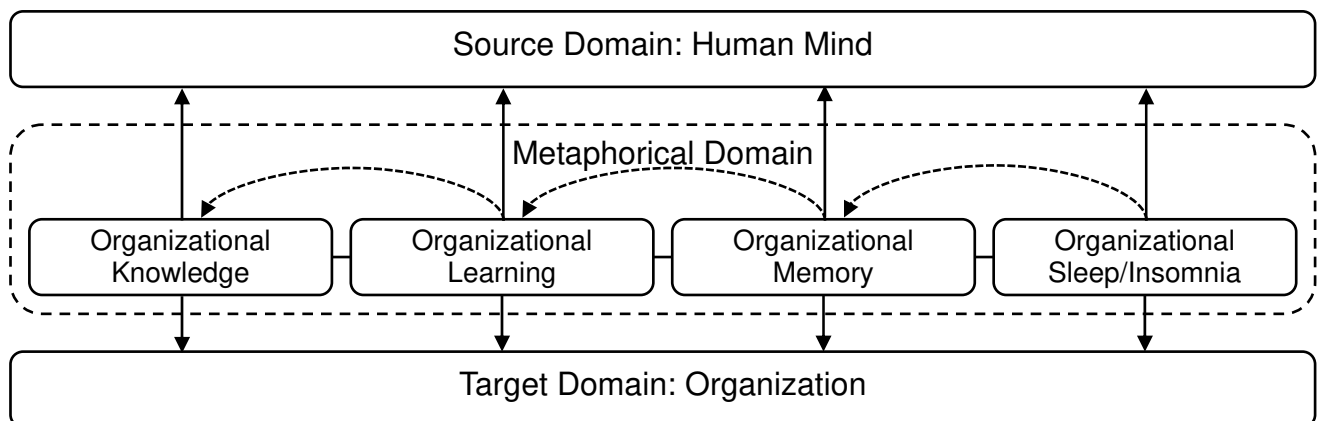 Source Domain: Human Mind
Metaphorical Domain
Organizational
Knowledge
Organizational
Learning
Organizational
Memory
Organizational
Sleep/Insomnia
Target Domain: Organization